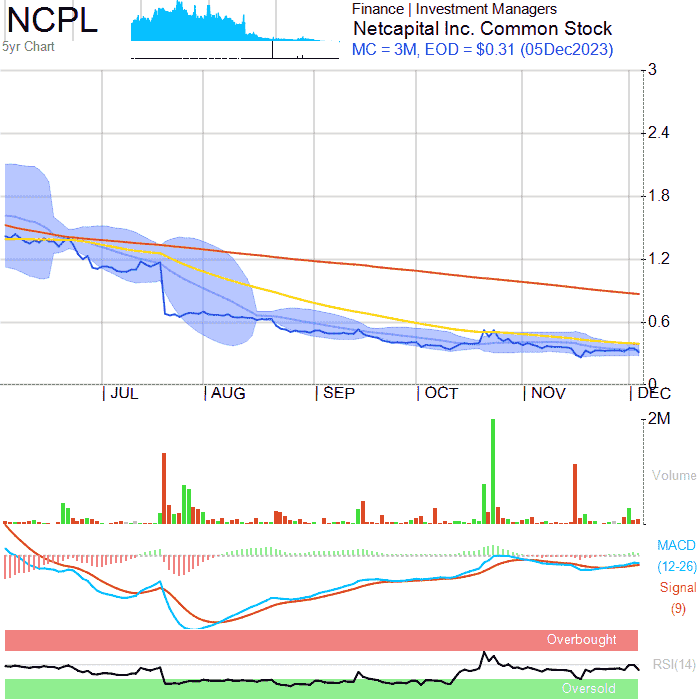 NCPL
5yr Chart
Finance | Investment Managers
Netcapital Inc. Common Stock
MC = 3M, EOD = $0.31 (05Dec2023)
3
2.4
1.8
1.2
0.6
0
JUL AUG SEP OCT NOV DEC
2M
Volume
MACD
(12-26)
Signal
(9)
Overbought
RSI(14)
Oversold